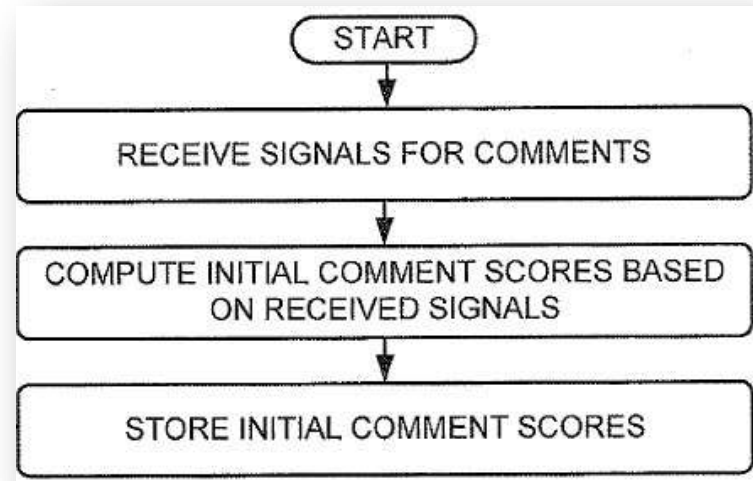 START
RECEIVE SIGNALS FOR COMMENTS
COMPUTE INITIAL COMMENT SCORES BASED
ON RECEIVED SIGNALS
STORE INITIAL COMMENT SCORES